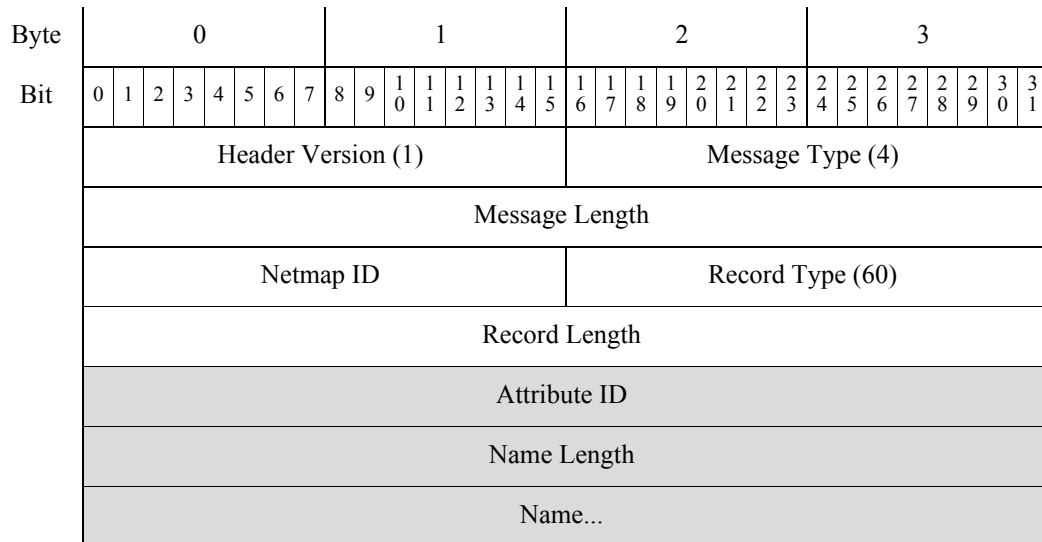 Byte 0 1 2 3
Bit 0 1 2 3 4 5 6 7 8 9 10 11 12 13 14 15 16 17 18 19 20 21 22 23 24 25 26 27 28 29 30 31
Header Version (1) Message Type (4)
Message Length
Netmap ID Record Type (60)
Record Length
Attribute ID
Name Length
Name...